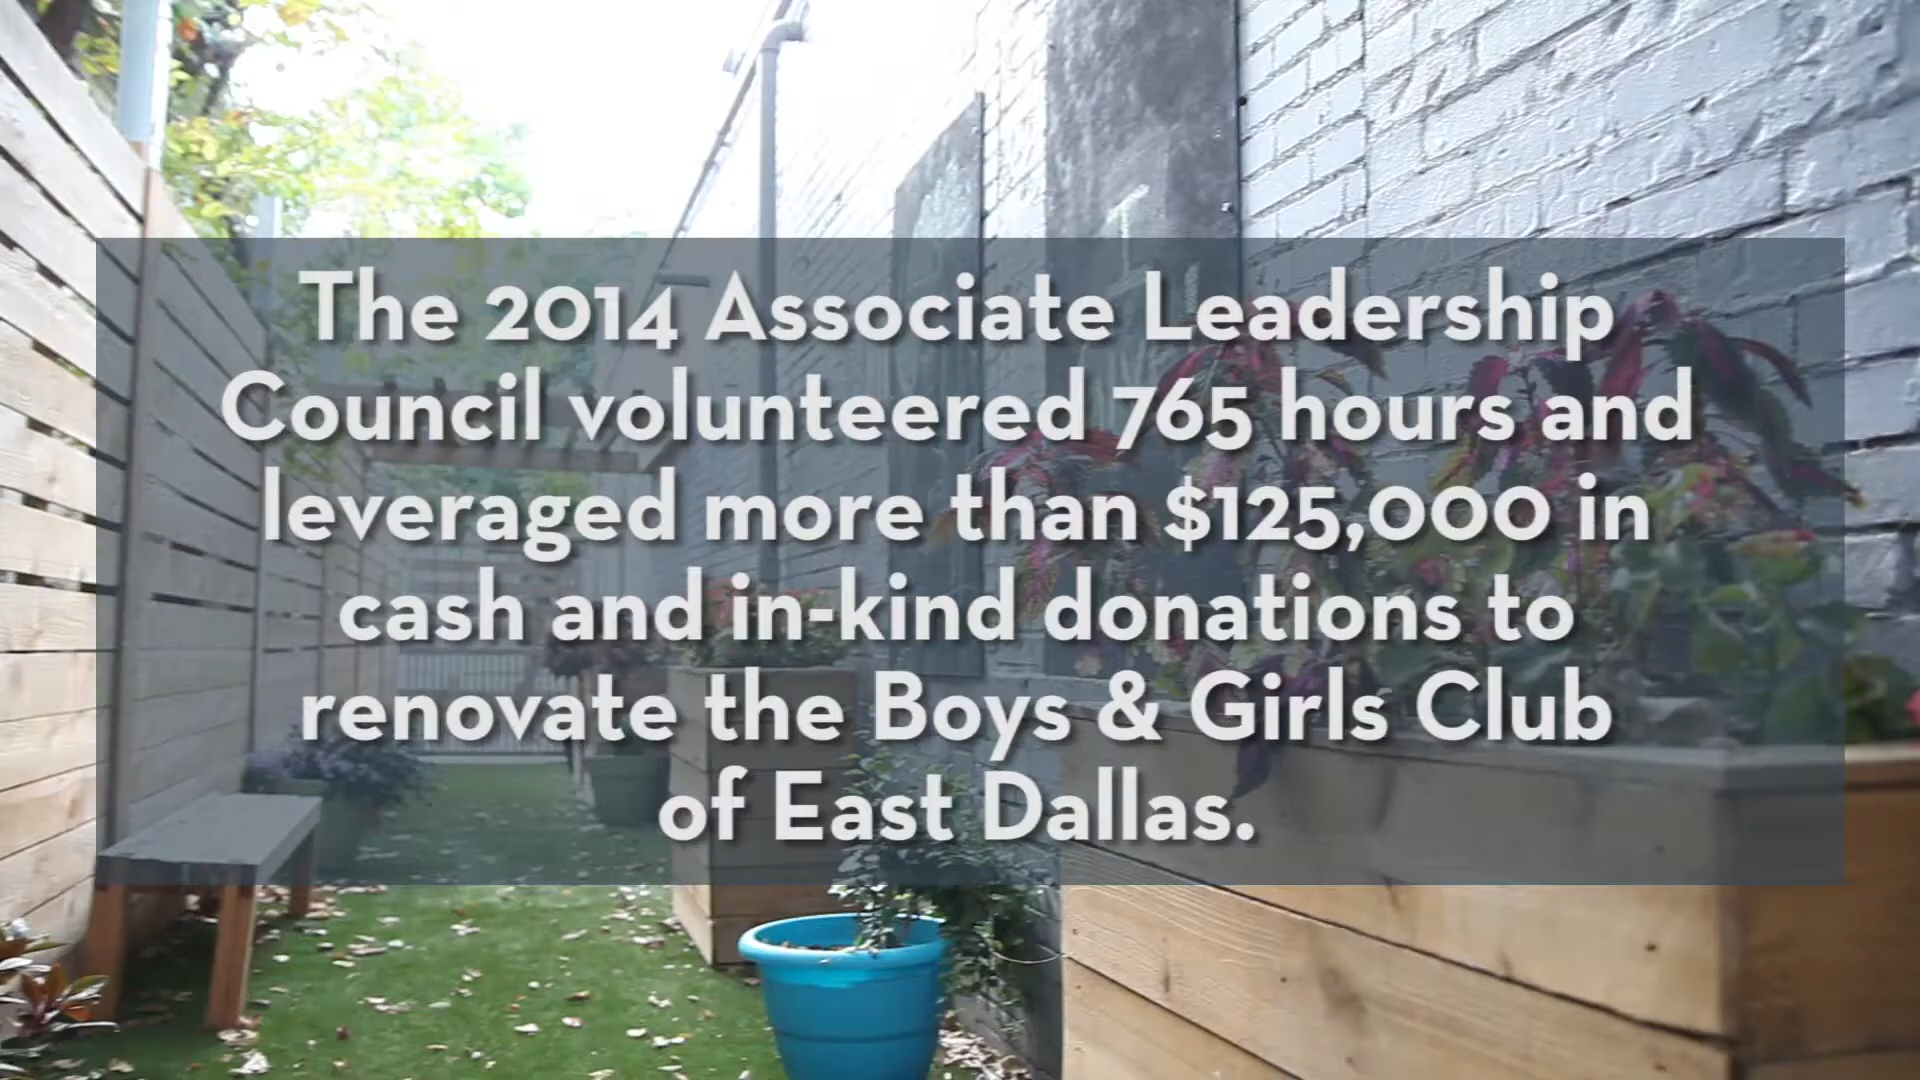 The 2014 Associate Leadership
Council volunteered 765 hours and
leveraged more than $125,000 in
cash and in-kind donations to
renovate the Boys & Girls Club
of East Dallas.